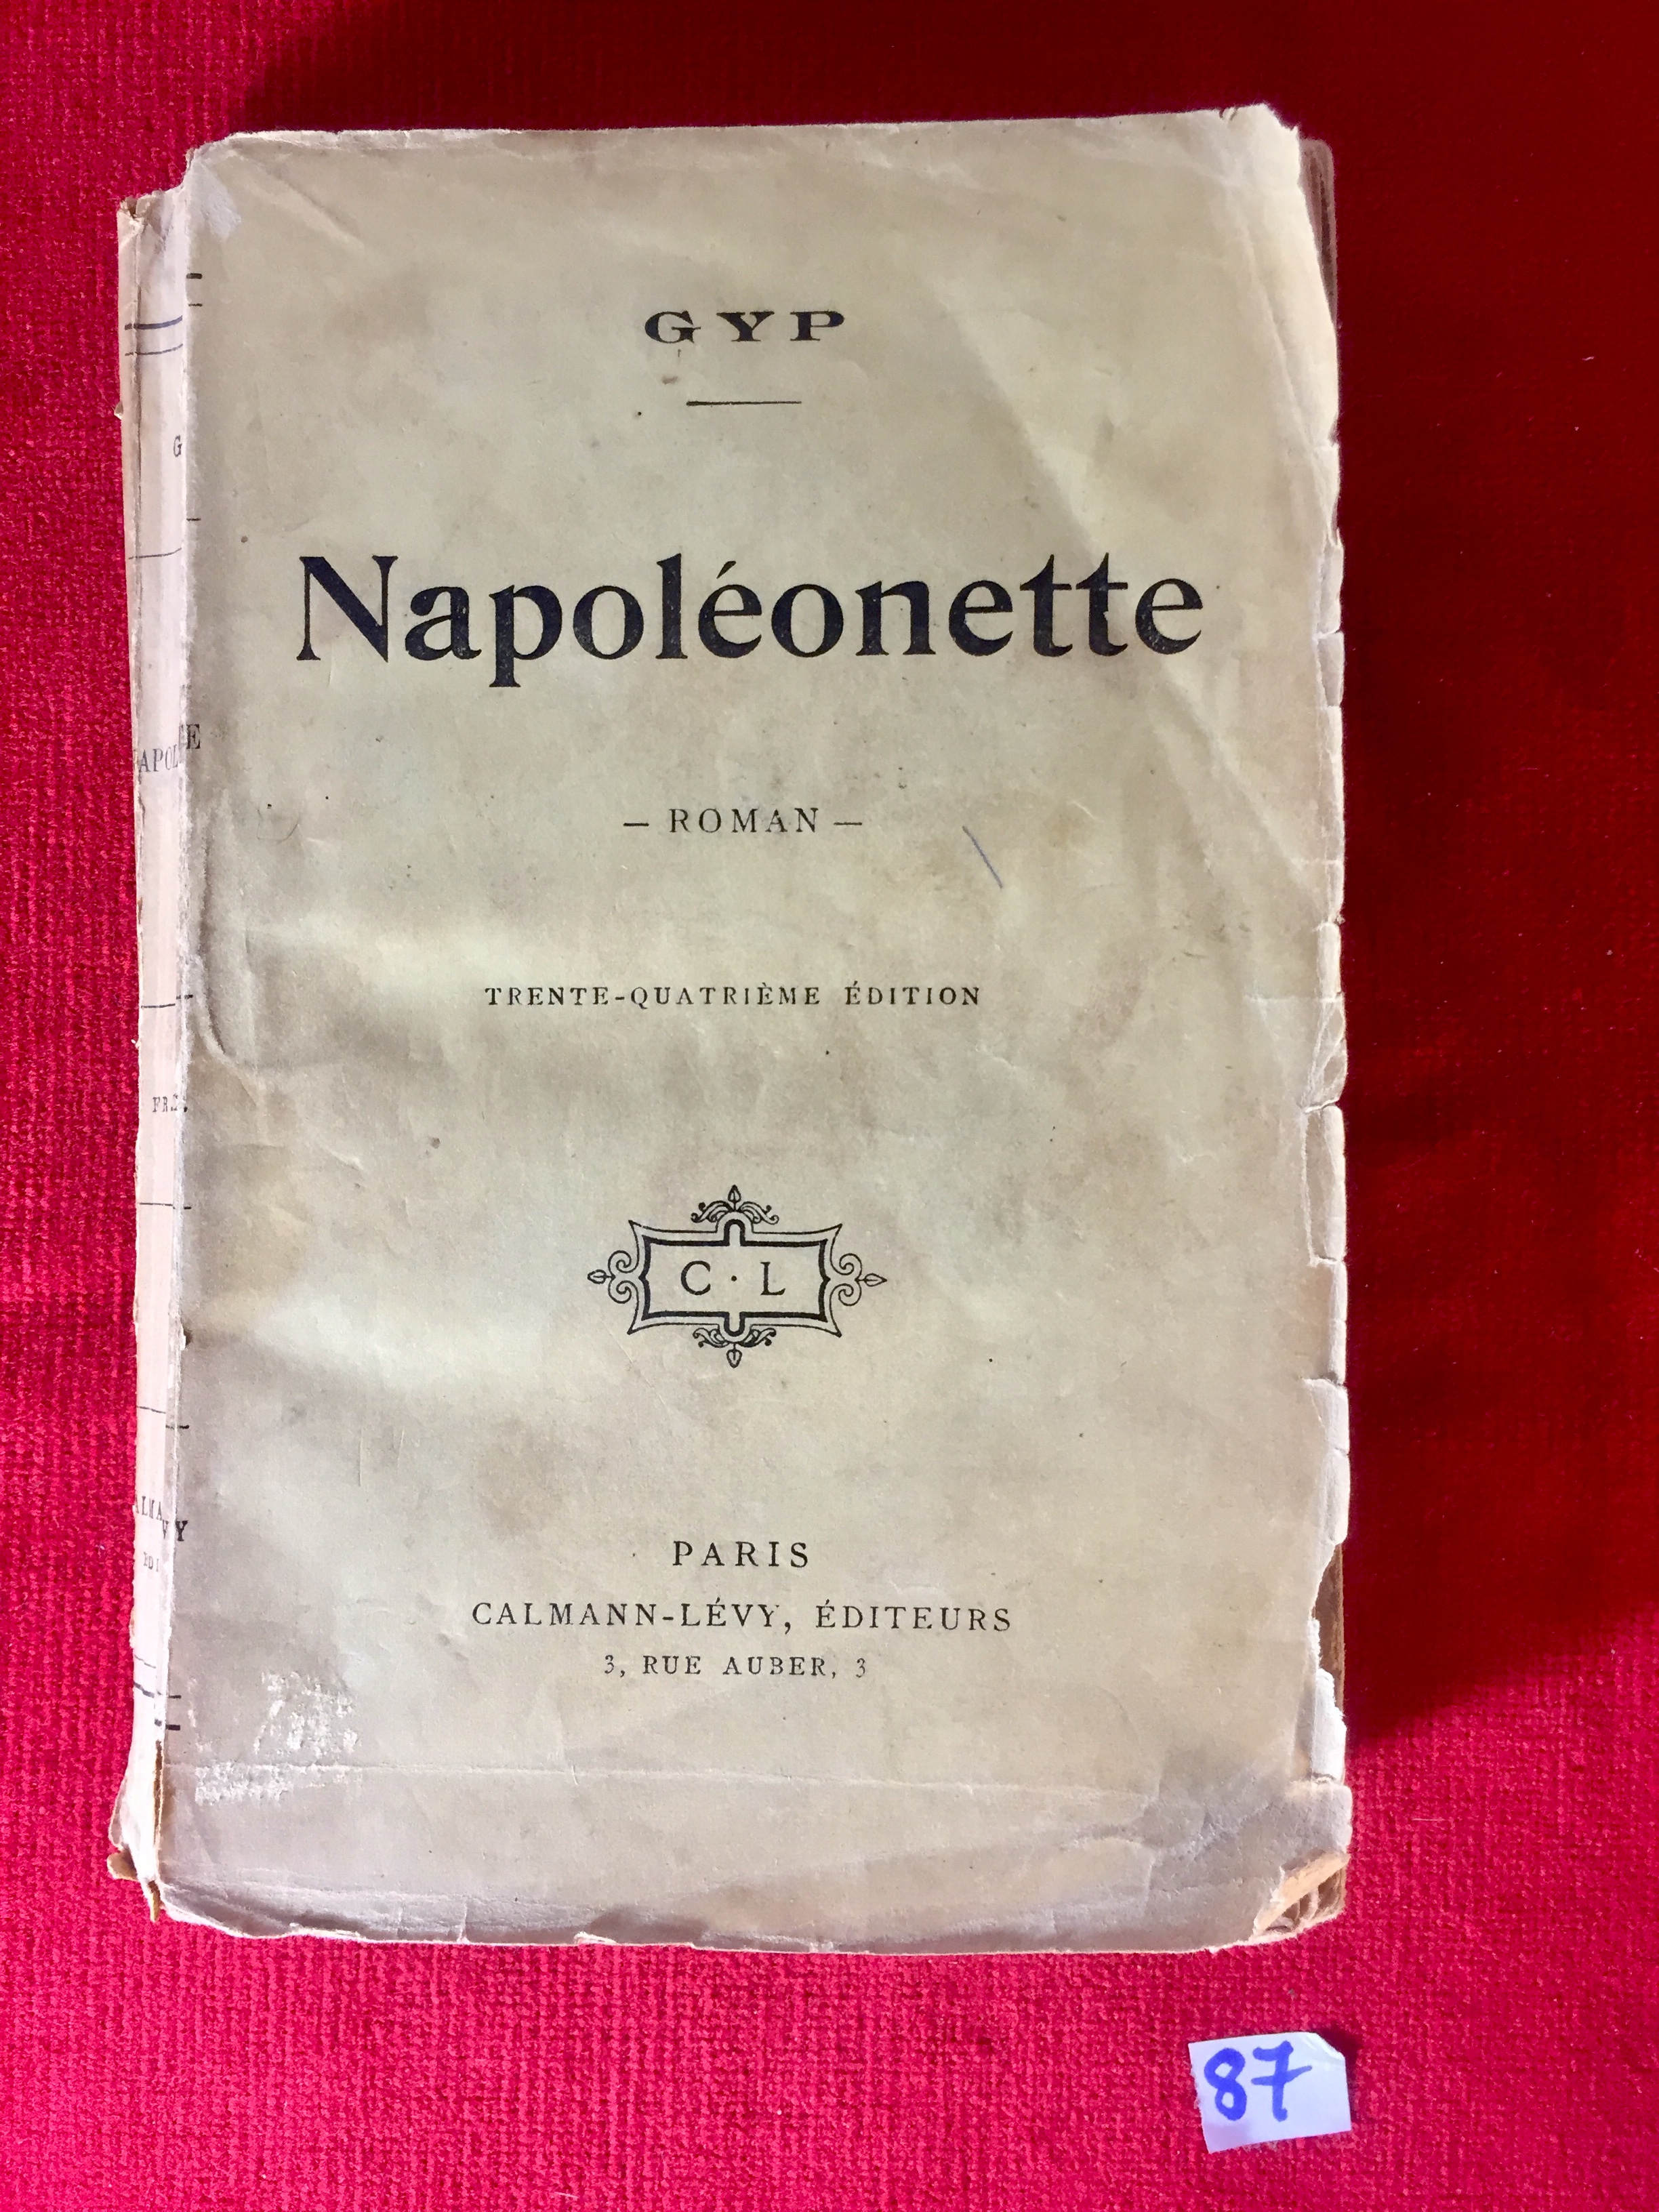 GYP
Napoléonette
— ROMAN —
TRENTE-QUATRIÈME ÉDITION
C · L
PARIS
CALMANN-LÉVY, ÉDITEURS
3, RUE AUBER, 3
87